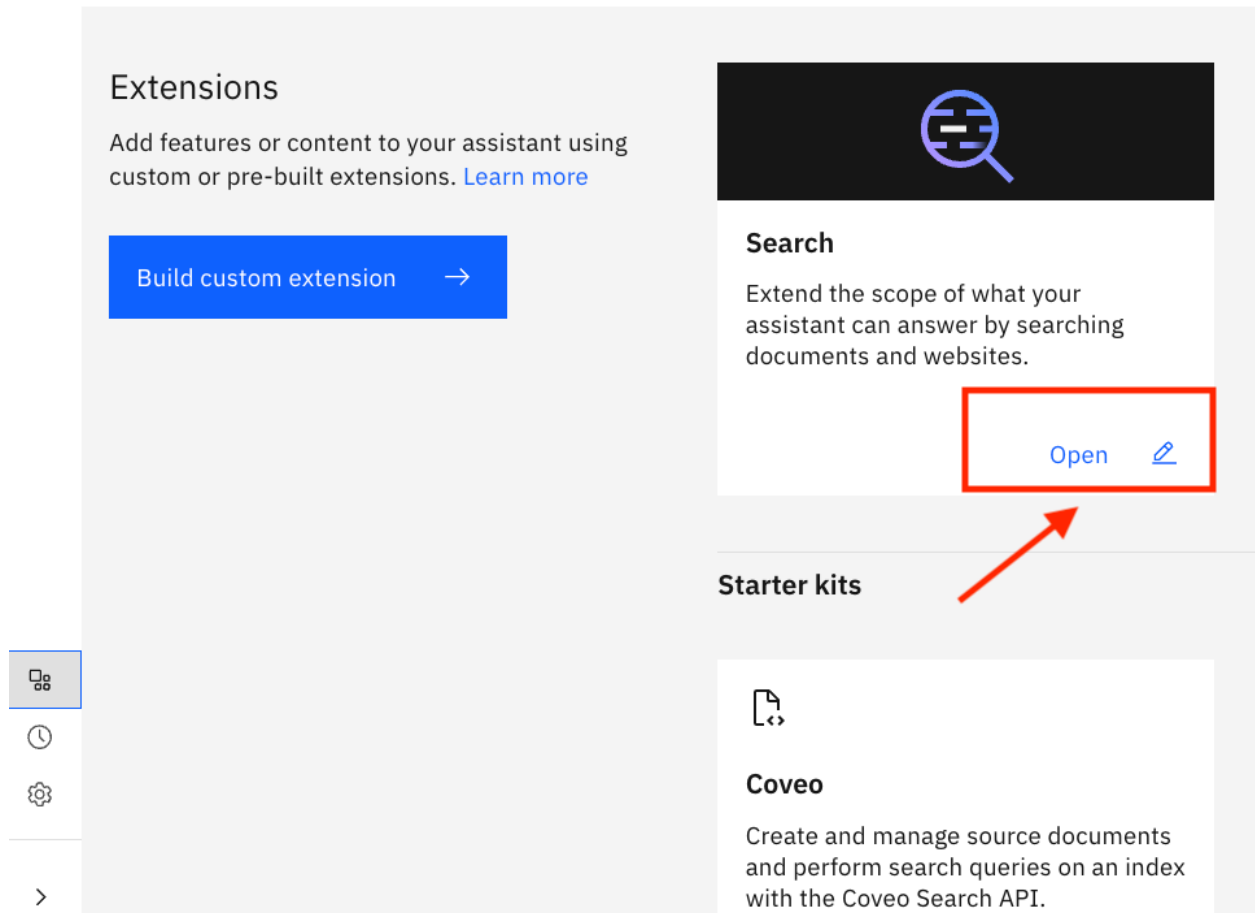 Extensions
Add features or content to your assistant using
custom or pre-built extensions. Learn more
Build custom extension
Search
Extend the scope of what your
assistant can answer by searching
documents and websites.
Open
Starter kits
Coveo
Create and manage source documents
and perform search queries on an index
with the Coveo Search API.